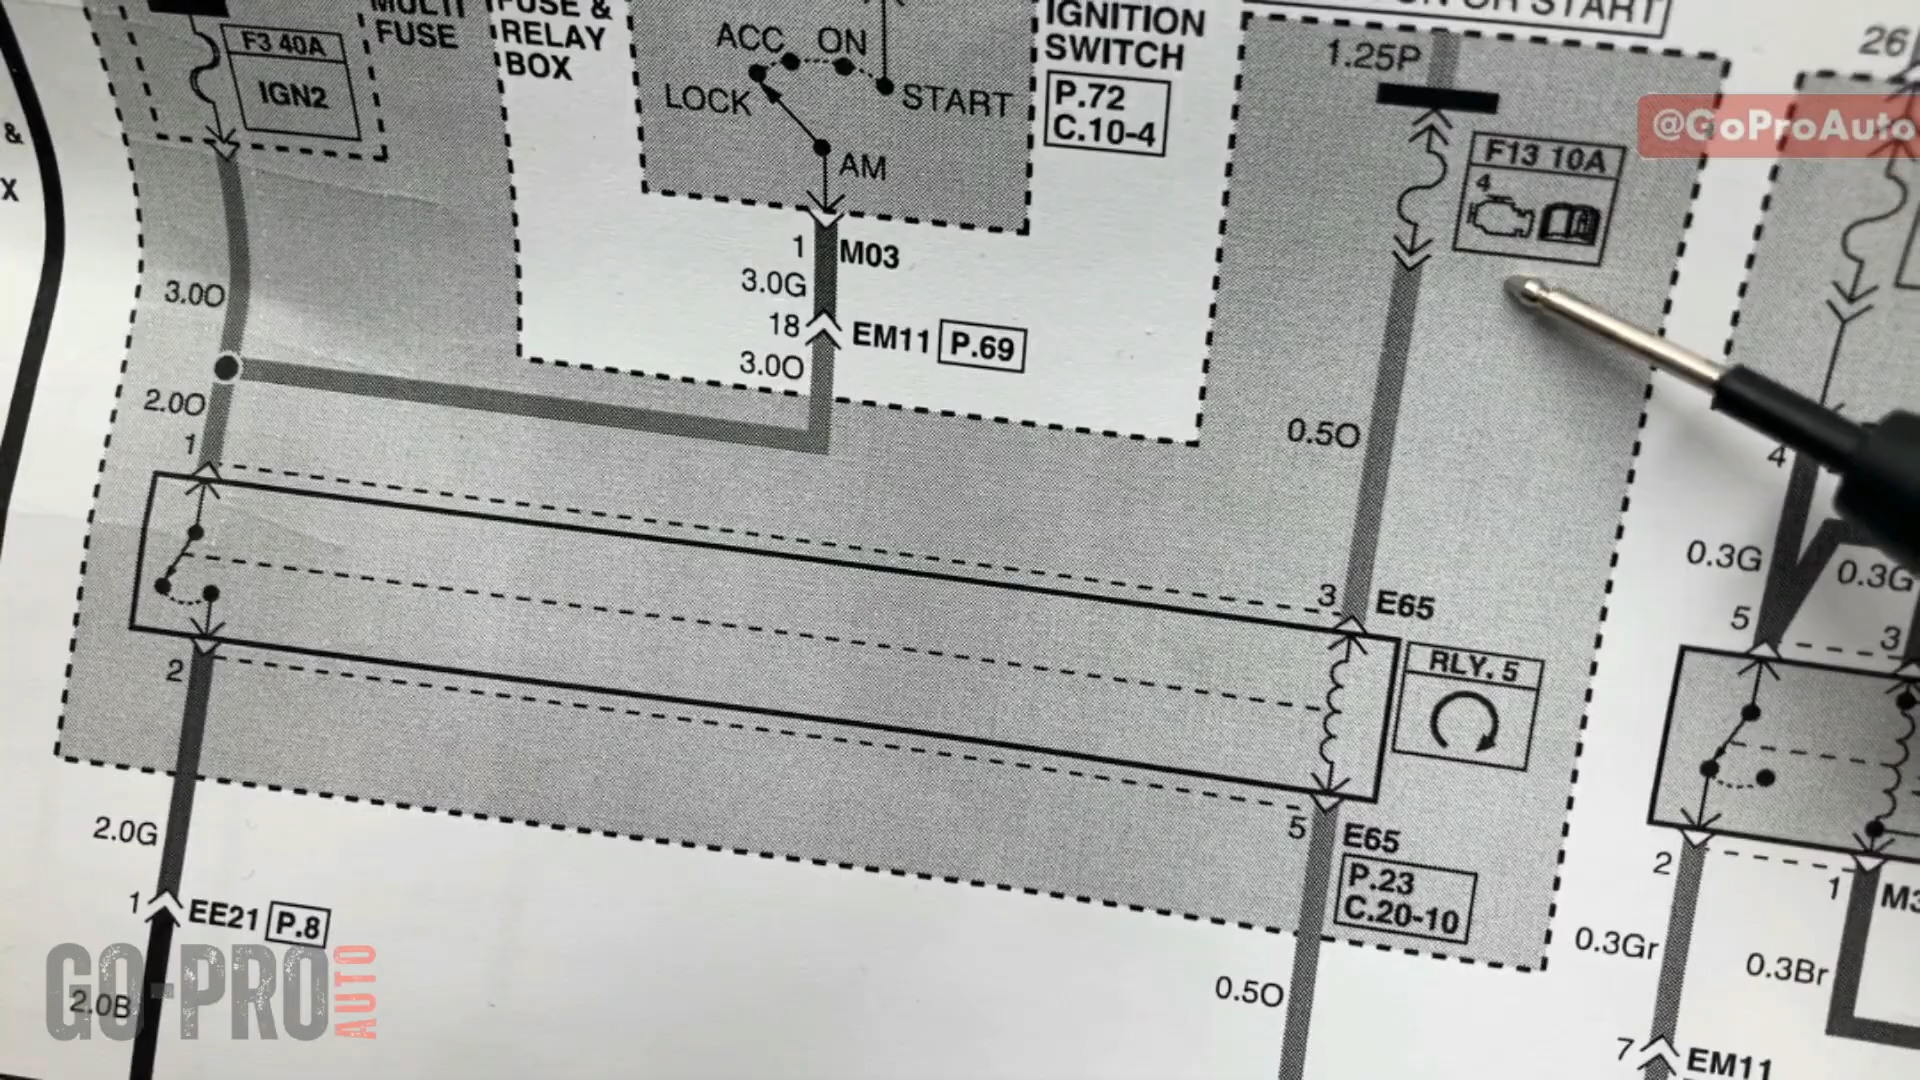 MULTI
FUSE
FUSE &
RELAY
BOX
F3 40A
IGN2
&
X
ACC
ON
LOCK
START
AM
IGNITION
SWITCH
P.72
C.10-4
OR START
1.25P
26
@GoProAuto
F13 10A
4
1
M03
3.0G
18
EM11
P.69
3.0O
3.0O
2.0O
1
0.5O
4
0.3G
0.3G
5
3
3
E65
RLY. 5
2
5
E65
P.23
C.20-10
2.0G
1
EE21
P.8
2.0B
GO-PRO
AUTO
0.5O
2
1
M3
0.3Gr
0.3Br
7
EM11